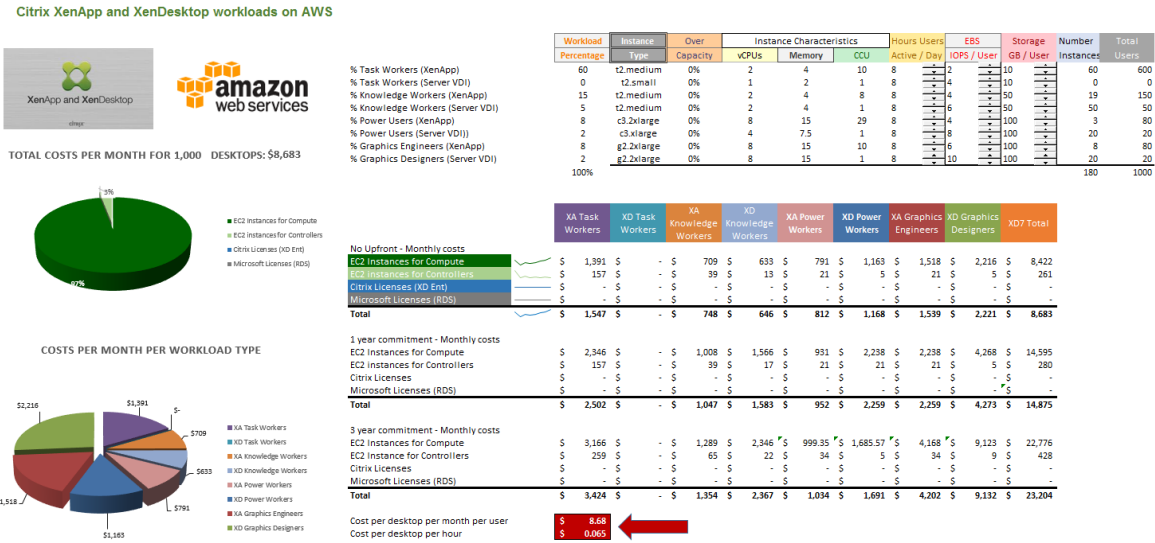 Citrix XenApp and XenDesktop workloads on AWS
XenApp and XenDesktop
citrix
amazon
web services
Workload Instance Over Instance Characteristics Hours Users EBS Storage Number Total
Percentage Type Capacity vCPUs Memory CCU Active / Day IOPS / User GB / User Instances Users
% Task Workers (XenApp) 60 t2.medium 0% 2 4 10 8 2 10 60 600
% Task Workers (Server VDI) 0 t2.small 0% 1 2 1 8 4 10 0 0
% Knowledge Workers (XenApp) 15 t2.medium 0% 2 4 8 8 4 50 19 150
% Knowledge Workers (Server VDI) 5 t2.medium 0% 2 4 1 8 6 50 50 50
% Power Users (XenApp) 8 c3.2xlarge 0% 8 15 29 8 4 100 3 80
% Power Users (Server VDI)) 2 c3.xlarge 0% 4 7.5 1 8 8 100 20 20
% Graphics Engineers (XenApp) 8 g2.2xlarge 0% 8 15 10 8 6 100 8 80
% Graphics Designers (Server VDI) 2 g2.2xlarge 0% 8 15 1 8 10 100 20 20
100% 180 1000
TOTAL COSTS PER MONTH FOR 1,000 DESKTOPS: $8,683
3%
97%
EC2 Instances for Compute
EC2 instances for Controllers
Citrix Licenses (XD Ent)
Microsoft Licenses (RDS)
XA Task Workers XD Task Workers XA Knowledge Workers XD Knowledge Workers XA Power Workers XD Power Workers XA Graphics Engineers XD Graphics Designers XD7 Total
No Upfront - Monthly costs
EC2 Instances for Compute $ 1,391 $ - $ 709 $ 633 $ 791 $ 1,163 $ 1,518 $ 2,216 $ 8,422
EC2 instances for Controllers $ 157 $ - $ 39 $ 13 $ 21 $ 5 $ 21 $ 5 $ 261
Citrix Licenses (XD Ent) $ - $ - $ - $ - $ - $ - $ - $ - $ -
Microsoft Licenses (RDS) $ - $ - $ - $ - $ - $ - $ - $ - $ -
Total $ 1,547 $ - $ 748 $ 646 $ 812 $ 1,168 $ 1,539 $ 2,221 $ 8,683
1 year commitment - Monthly costs
EC2 Instances for Compute $ 2,346 $ - $ 1,008 $ 1,566 $ 931 $ 2,238 $ 2,238 $ 4,268 $ 14,595
EC2 instances for Controllers $ 157 $ - $ 39 $ 17 $ 21 $ 21 $ 21 $ 5 $ 280
Citrix Licenses $ - $ - $ - $ - $ - $ - $ - $ - $ -
Microsoft Licenses (RDS) $ - $ - $ - $ - $ - $ - $ - $ - $ -
Total $ 2,502 $ - $ 1,047 $ 1,583 $ 952 $ 2,259 $ 2,259 $ 4,273 $ 14,875
3 year commitment - Monthly costs
EC2 Instances for Compute $ 3,166 $ - $ 1,289 $ 2,346 $ 999.35 $ 1,685.57 $ 4,168 $ 9,123 $ 22,776
EC2 Instance for Controllers $ 259 $ - $ 65 $ 22 $ 34 $ 5 $ 34 $ 9 $ 428
Citrix Licenses $ - $ - $ - $ - $ - $ - $ - $ - $ -
Microsoft Licenses (RDS) $ - $ - $ - $ - $ - $ - $ - $ - $ -
Total $ 3,424 $ - $ 1,354 $ 2,367 $ 1,034 $ 1,691 $ 4,202 $ 9,132 $ 23,204
Cost per desktop per month per user $ 8.68
Cost per desktop per hour $ 0.065
COSTS PER MONTH PER WORKLOAD TYPE
$1,391
$-
$709
$633
$791
$1,163
1,518
$2,216
XA Task Workers
XD Task Workers
XA Knowledge Workers
XD Knowledge Workers
XA Power Workers
XD Power Workers
XA Graphics Engineers
XD Graphics Designers